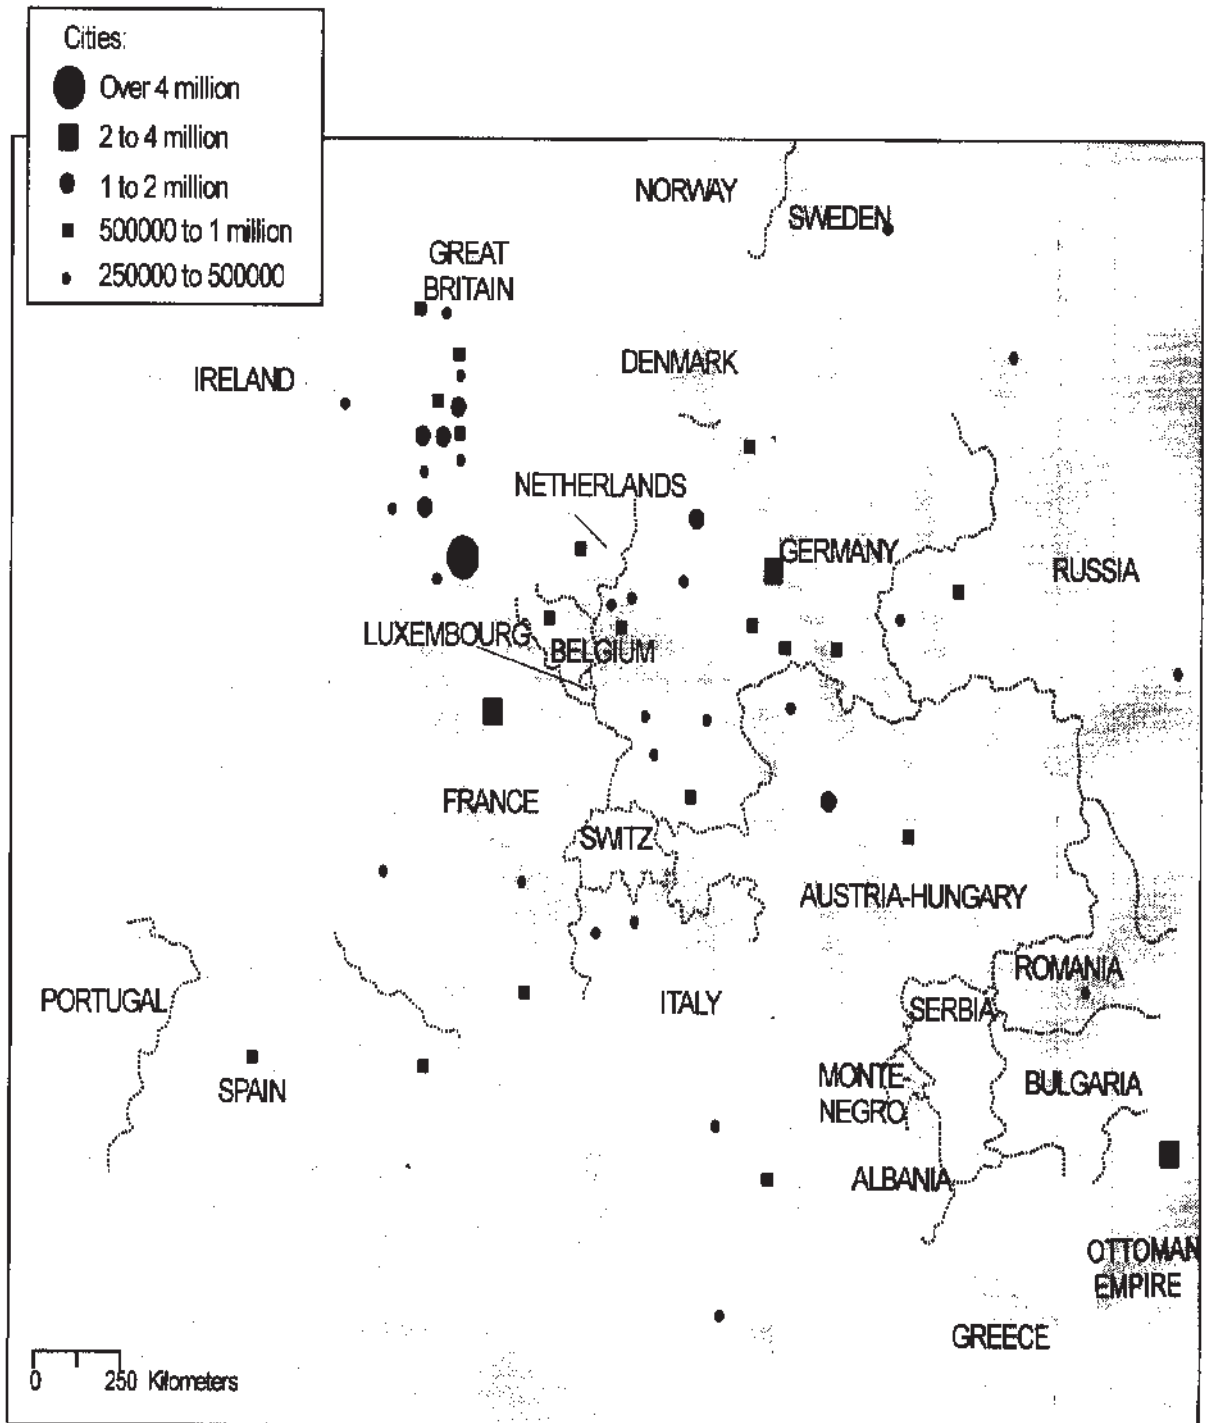 Cities:
Over 4 million
2 to 4 million
1 to 2 million
500000 to 1 million
250000 to 500000
NORWAY
SWEDEN
GREAT
BRITAIN
IRELAND
DENMARK
NETHERLANDS
GERMANY
RUSSIA
LUXEMBOURG
BELGIUM
FRANCE
SWITZ
AUSTRIA-HUNGARY
ROMANIA
PORTUGAL
ITALY
SERBIA
SPAIN
MONTE
NEGRO
BULGARIA
ALBANIA
OTTOMAN
EMPIRE
GREECE
0 250 Kilometers